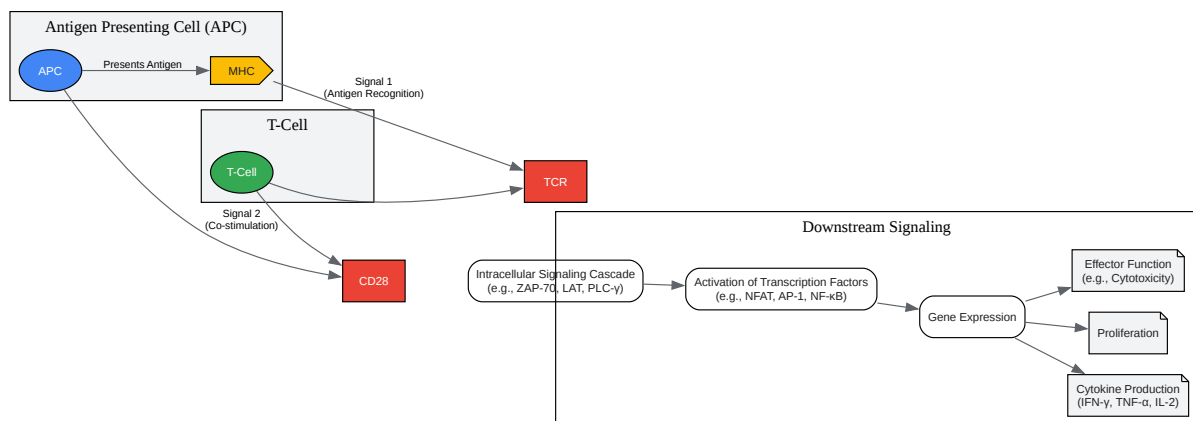 Antigen Presenting Cell (APC)
APC
Presents Antigen
MHC
Signal 1
(Antigen Recognition)
T-Cell
T-Cell
TCR
Signal 2
(Co-stimulation)
CD28
Downstream Signaling
Intracellular Signaling Cascade
(e.g., ZAP-70, LAT, PLC-γ)
Activation of Transcription Factors
(e.g., NFAT, AP-1, NF-κB)
Gene Expression
Effector Function
(e.g., Cytotoxicity)
Proliferation
Cytokine Production
(IFN-γ, TNF-α, IL-2)